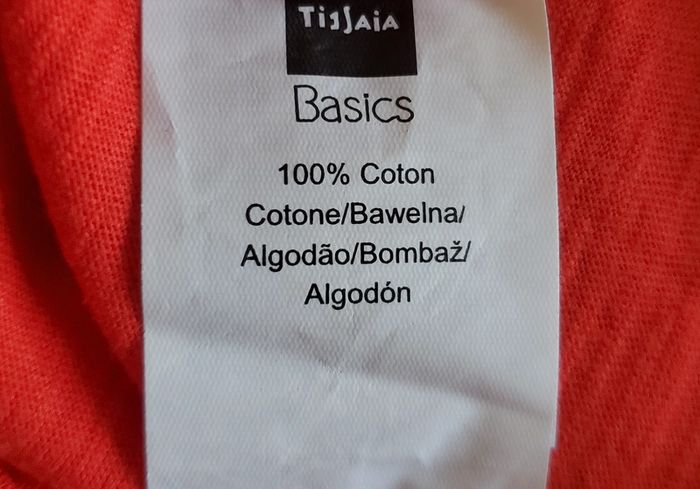 TiSSAiA
Basics
100% Coton
Cotone/Bawelna/
Algodão/Bombaž/
Algodón